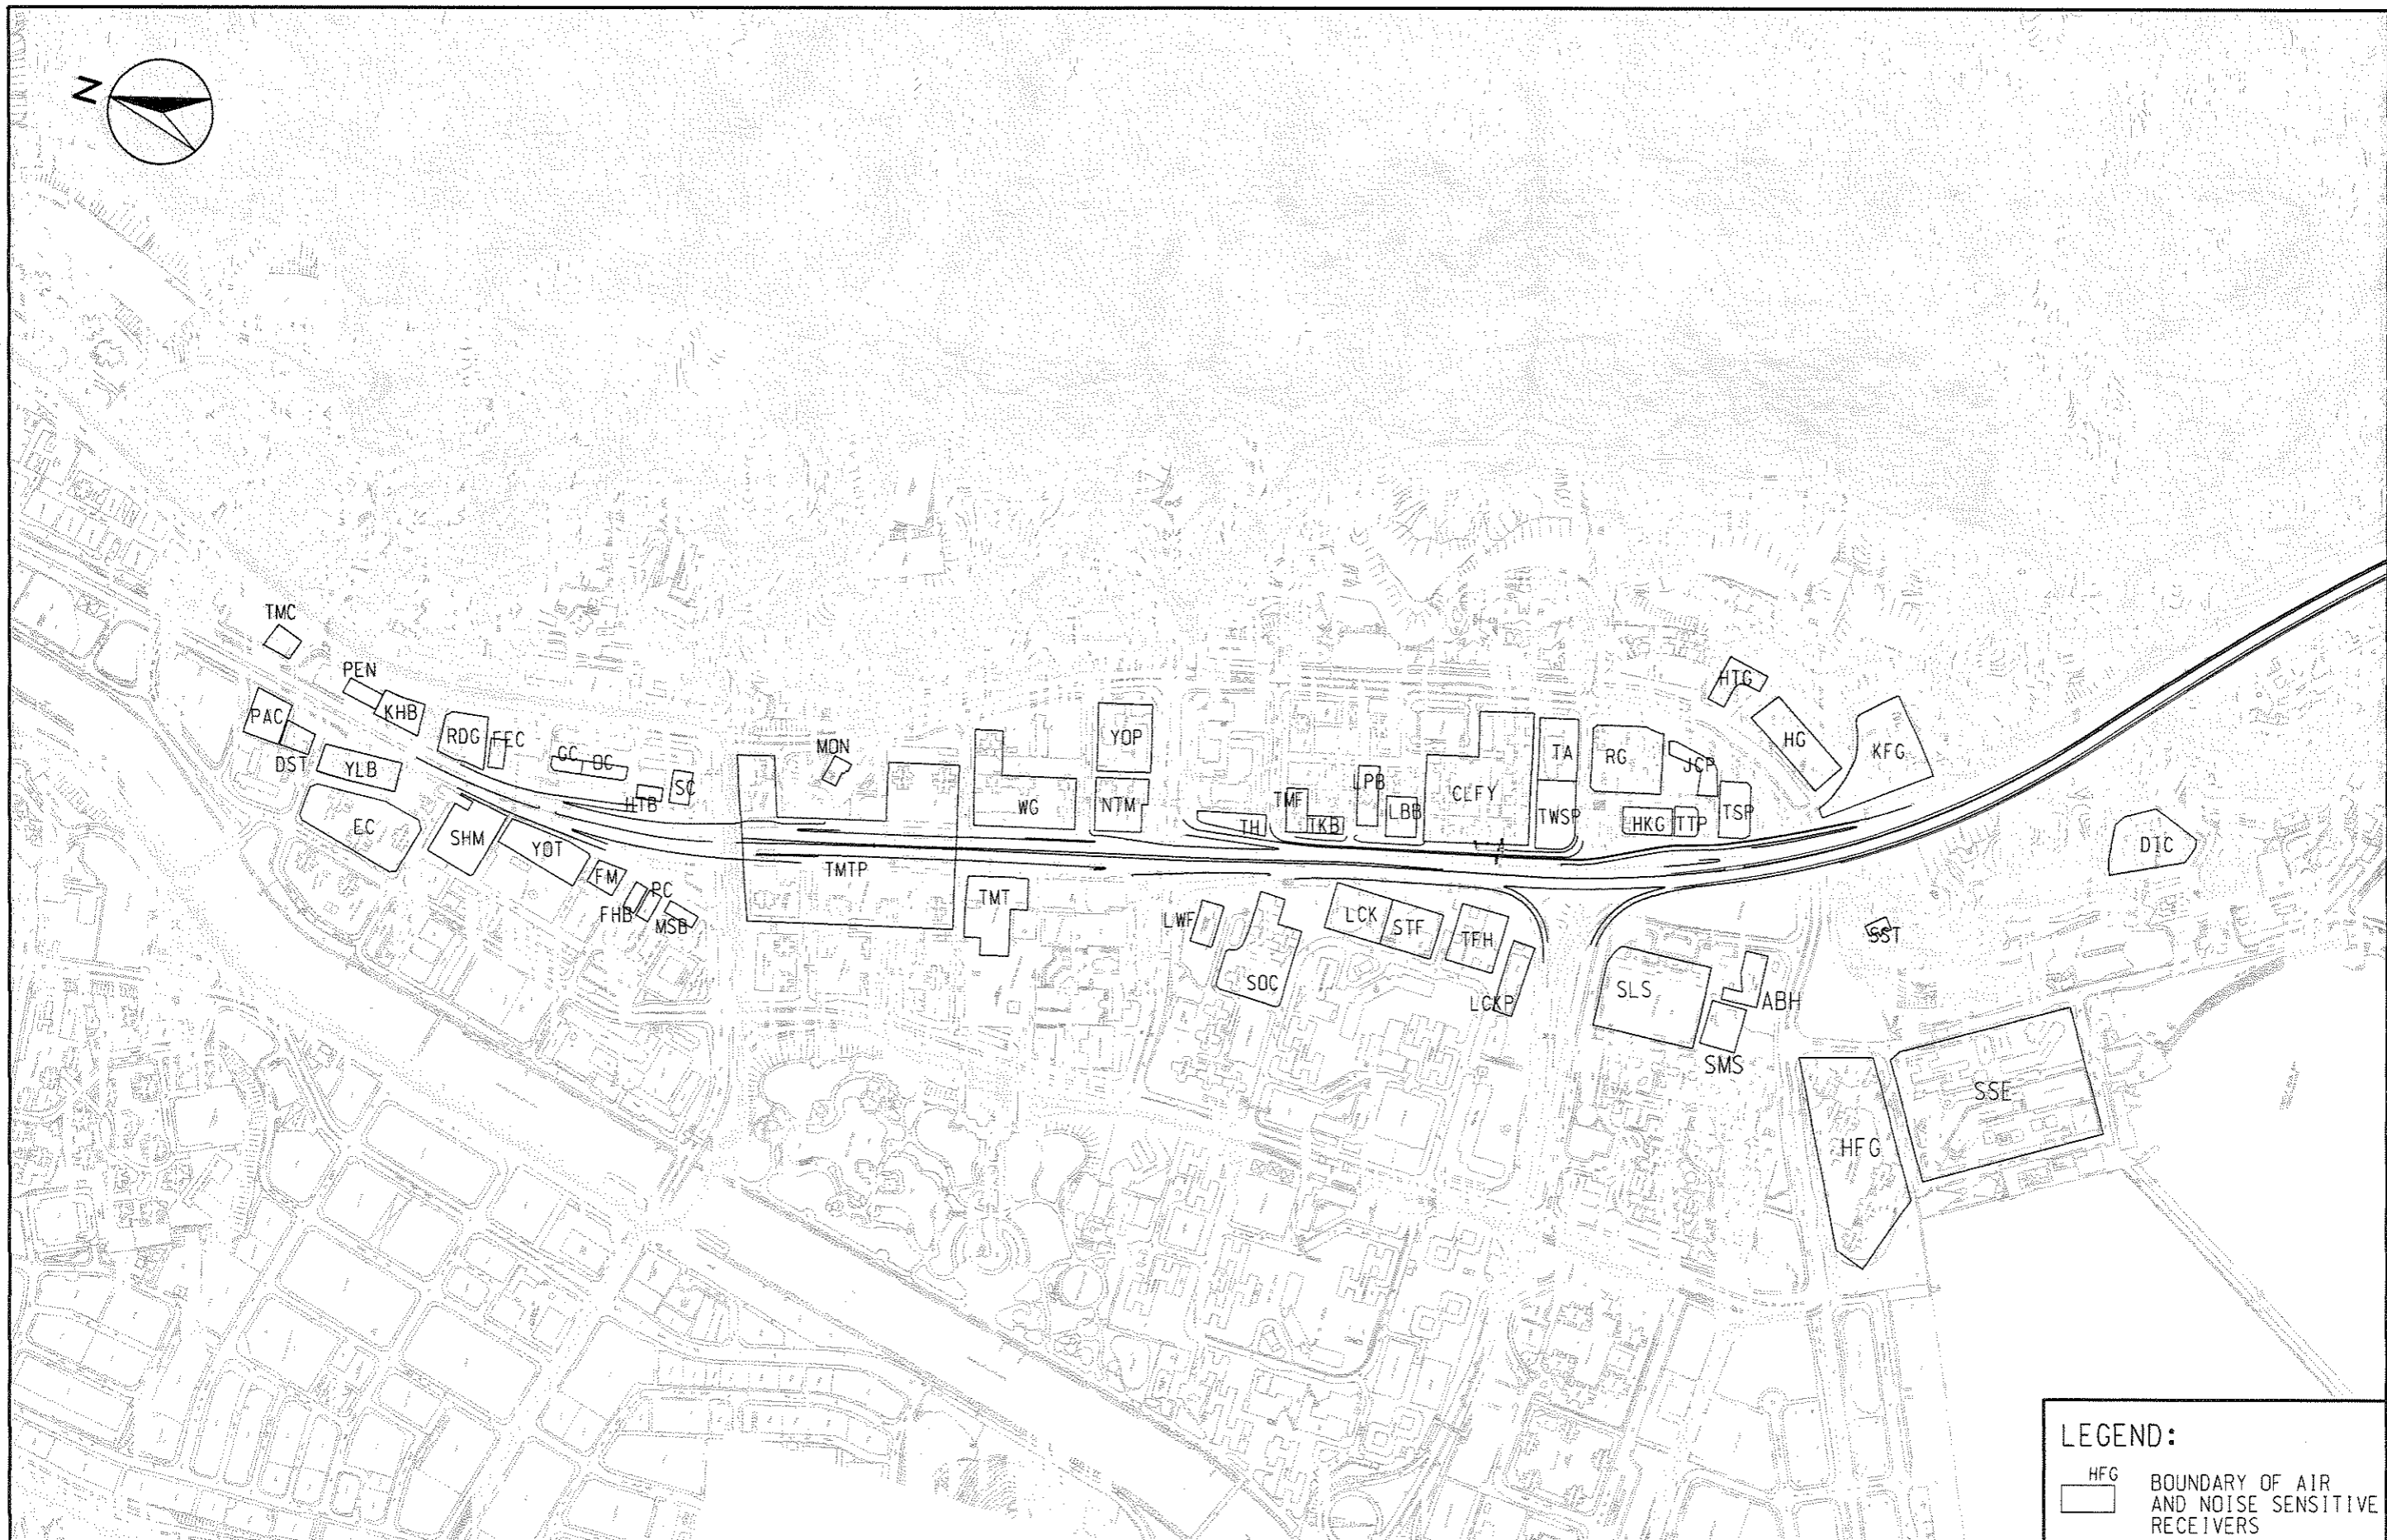 N
TMC
PEN
KHB
PAC
DST
YLB
RDG
FEC
GC
DC
HTB
SC
EC
SHM
YOT
FM
FHB
PC
MSB
MON
TMTP
WG
TMT
YOP
NTM
TH
TMF
TKB
LPB
LBB
CLFY
TA
TWSP
RG
JCP
HKG
TTP
TSP
HTG
HG
KFG
DIC
SST
LWF
SOC
LCK
STF
TFH
LCKP
SLS
ABH
SMS
HFG
SSE
LEGEND:
HFG
BOUNDARY OF AIR
AND NOISE SENSITIVE
RECEIVERS